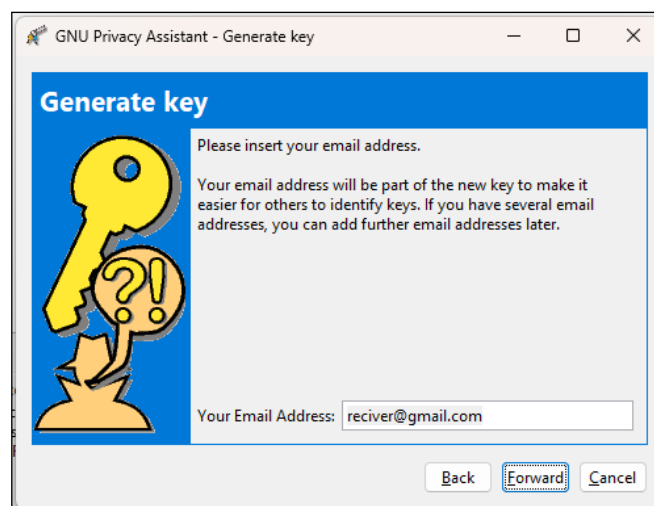 GNU Privacy Assistant - Generate key
Generate key
Please insert your email address.
Your email address will be part of the new key to make it
easier for others to identify keys. If you have several email
addresses, you can add further email addresses later.
?!
Your Email Address: reciver@gmail.com
Back Forward Cancel